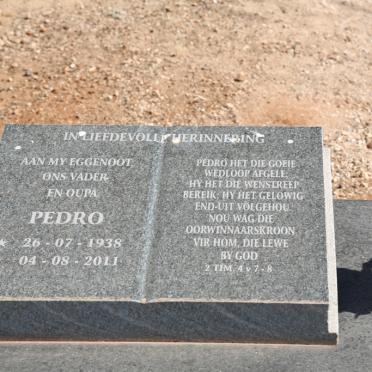 IN LIEFDEVOLLE HERINNERING
AAN MY EGGENOOT
ONS VADER
EN OUPA
PEDRO
★ 26 - 07 - 1938
04 - 08 - 2011
PEDRO HET DIE GOEIE
WEDLOOP AFGELE;
HY HET DIE WENSTREEP
BEREIK; HY HET GELOWIG
END-UIT VOLGEHOU.
NOU WAG DIE
OORWINNAARSKROON
VIR HOM, DIE LEWE
BY GOD
2 TIM. 4 v 7 - 8